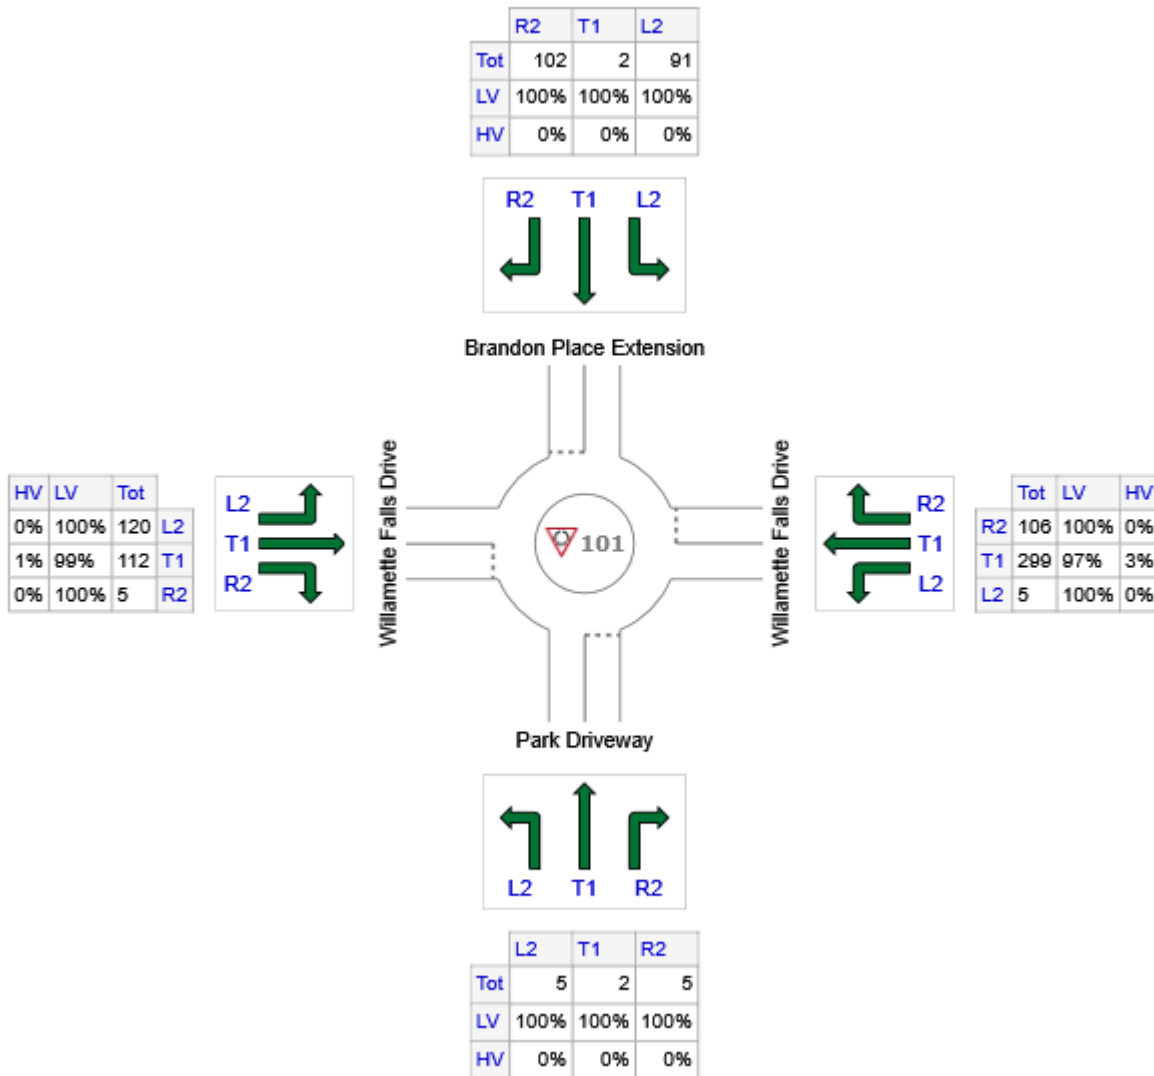 R2 T1 L2
Tot 102 2 91
LV 100% 100% 100%
HV 0% 0% 0%
R2 T1 L2
Brandon Place Extension
Willamette Falls Drive
Willamette Falls Drive
HV LV Tot
0% 100% 120 L2
1% 99% 112 T1
0% 100% 5 R2
L2
T1
R2
101
R2
T1
L2
Tot LV HV
R2 106 100% 0%
T1 299 97% 3%
L2 5 100% 0%
Park Driveway
L2 T1 R2
L2 T1 R2
Tot 5 2 5
LV 100% 100% 100%
HV 0% 0% 0%